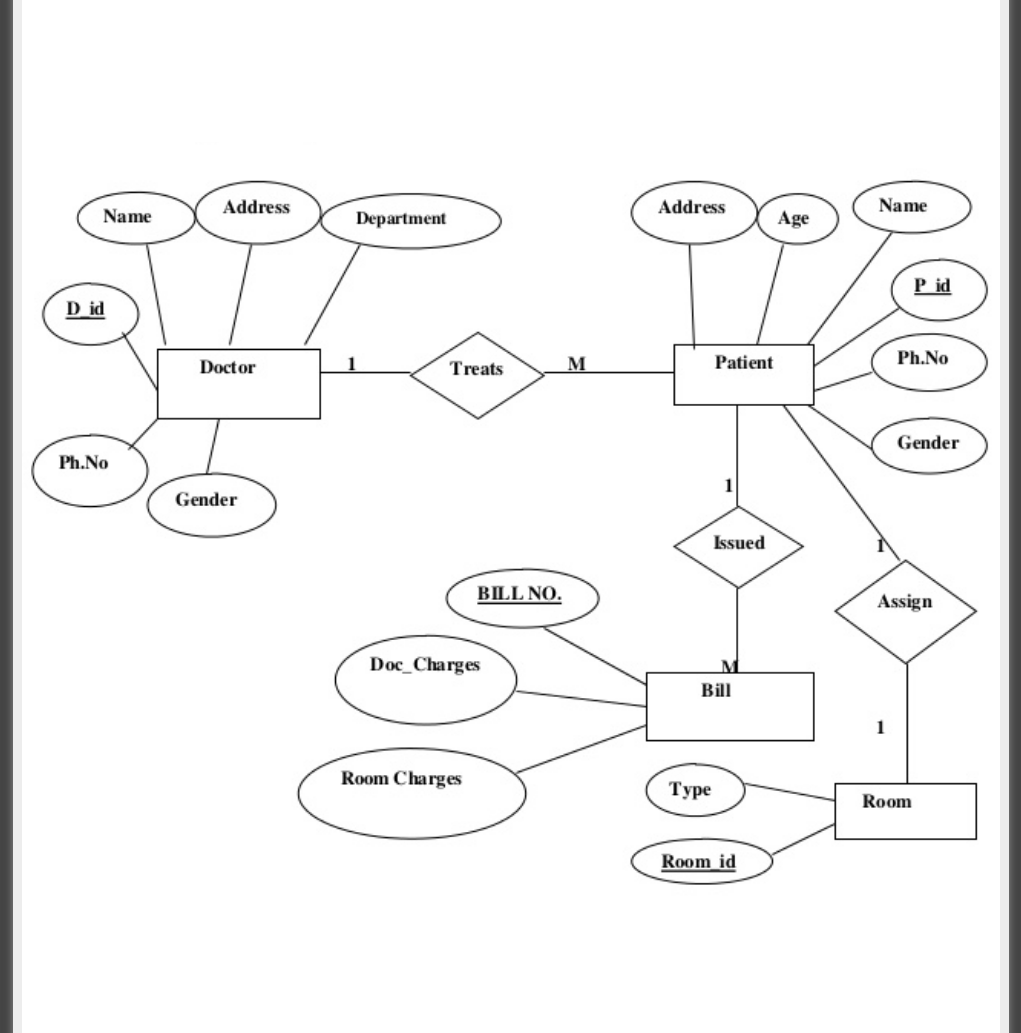 Name
Address
Department
Address
Age
Name
D_id
P_id
Doctor
1
Treats
M
Patient
Ph.No
Ph.No
Gender
Gender
1
Issued
1
Assign
BILL NO.
Doc_Charges
M
Bill
1
Room Charges
Type
Room
Room_id